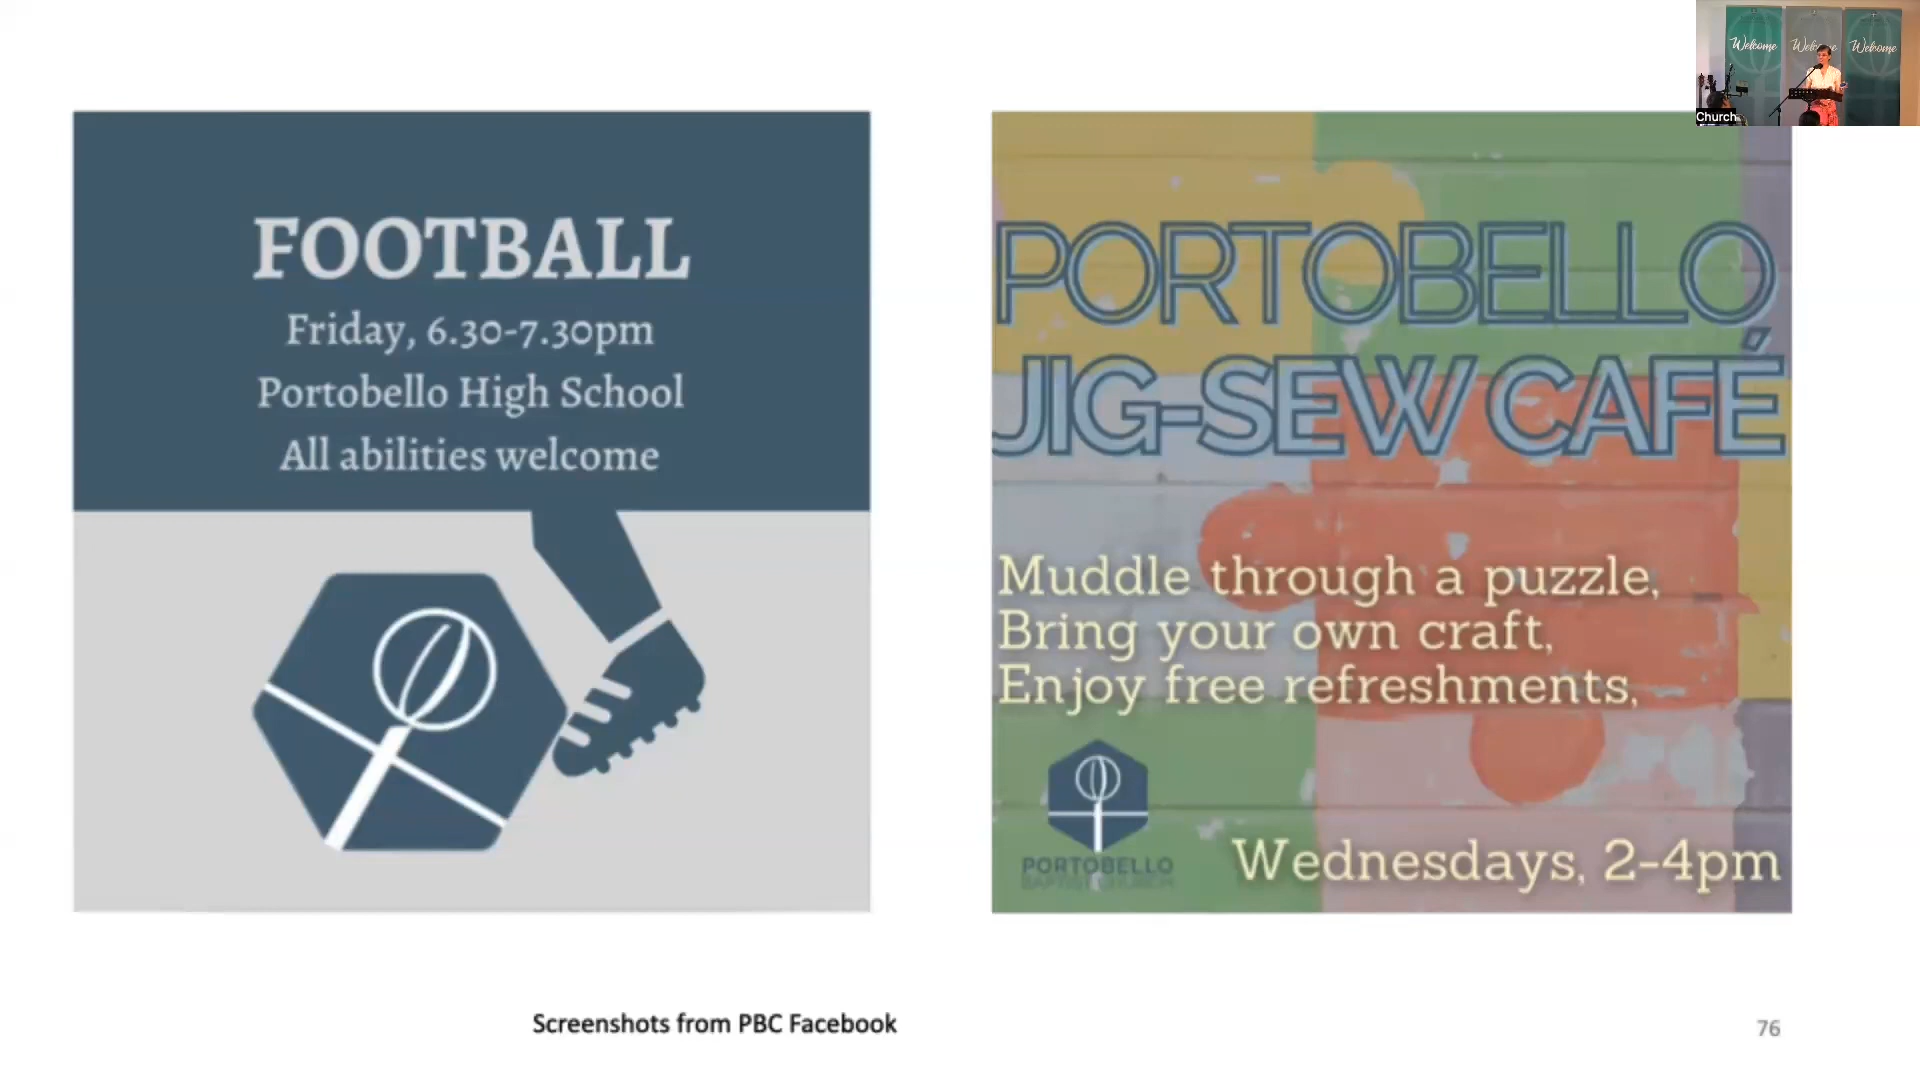 Welcome
Welcome
Welcome
Church
FOOTBALL
Friday, 6.30-7.30pm
Portobello High School
All abilities welcome
PORTOBELLO
JIG-SEW CAFÉ
Muddle through a puzzle,
Bring your own craft,
Enjoy free refreshments,
PORTOBELLO
BAPTIST CHURCH
Wednesdays, 2-4pm
Screenshots from PBC Facebook
76